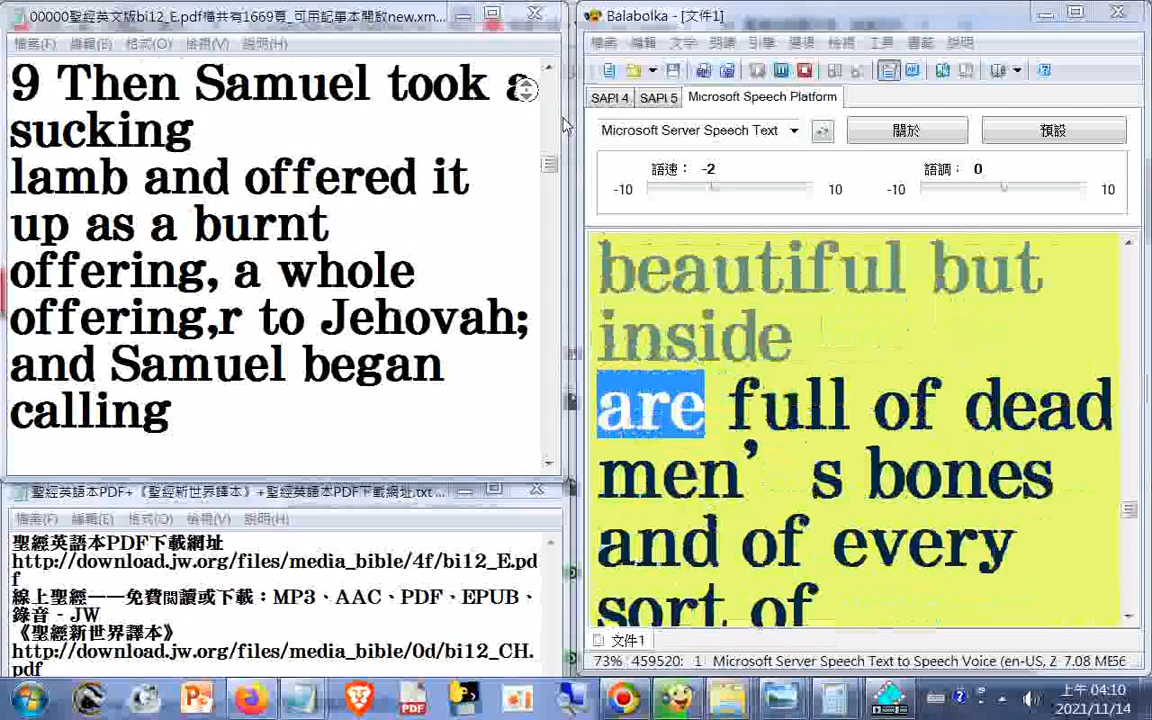 00000聖經英文版bi12_E.pdf檔共有1669頁_可用記事本開啟new.xm...
檔案(F) 編輯(E) 格式(O) 檢視(V) 說明(H)
9 Then Samuel took a
sucking
lamb and offered it
up as a burnt
offering, a whole
offering,r to Jehovah;
and Samuel began
calling
聖經英語本PDF+《聖經新世界譯本》+聖經英語本PDF下載網址.txt ...
檔案(F) 編輯(E) 格式(O) 檢視(V) 說明(H)
聖經英語本PDF下載網址
http://download.jw.org/files/media_bible/4f/bi12_E.pd
f
線上聖經——免費閱讀或下載：MP3、AAC、PDF、EPUB、
錄音 - JW
《聖經新世界譯本》
http://download.jw.org/files/media_bible/0d/bi12_CH.
pdf
Balabolka - [文件1]
檔案 編輯 文字 朗讀 引擎 選項 檢視 工具 書籤 說明
SAPI 4 SAPI 5 Microsoft Speech Platform
Microsoft Server Speech Text 關於 預設
語速： -2 語調： 0
-10 10 -10 10
beautiful but
inside
are full of dead
men’s bones
and of every
sort of
文件1
73% 459520: 1 Microsoft Server Speech Text to Speech Voice (en-US, Z 7.08 ME56
上午 04:10
2021/11/14